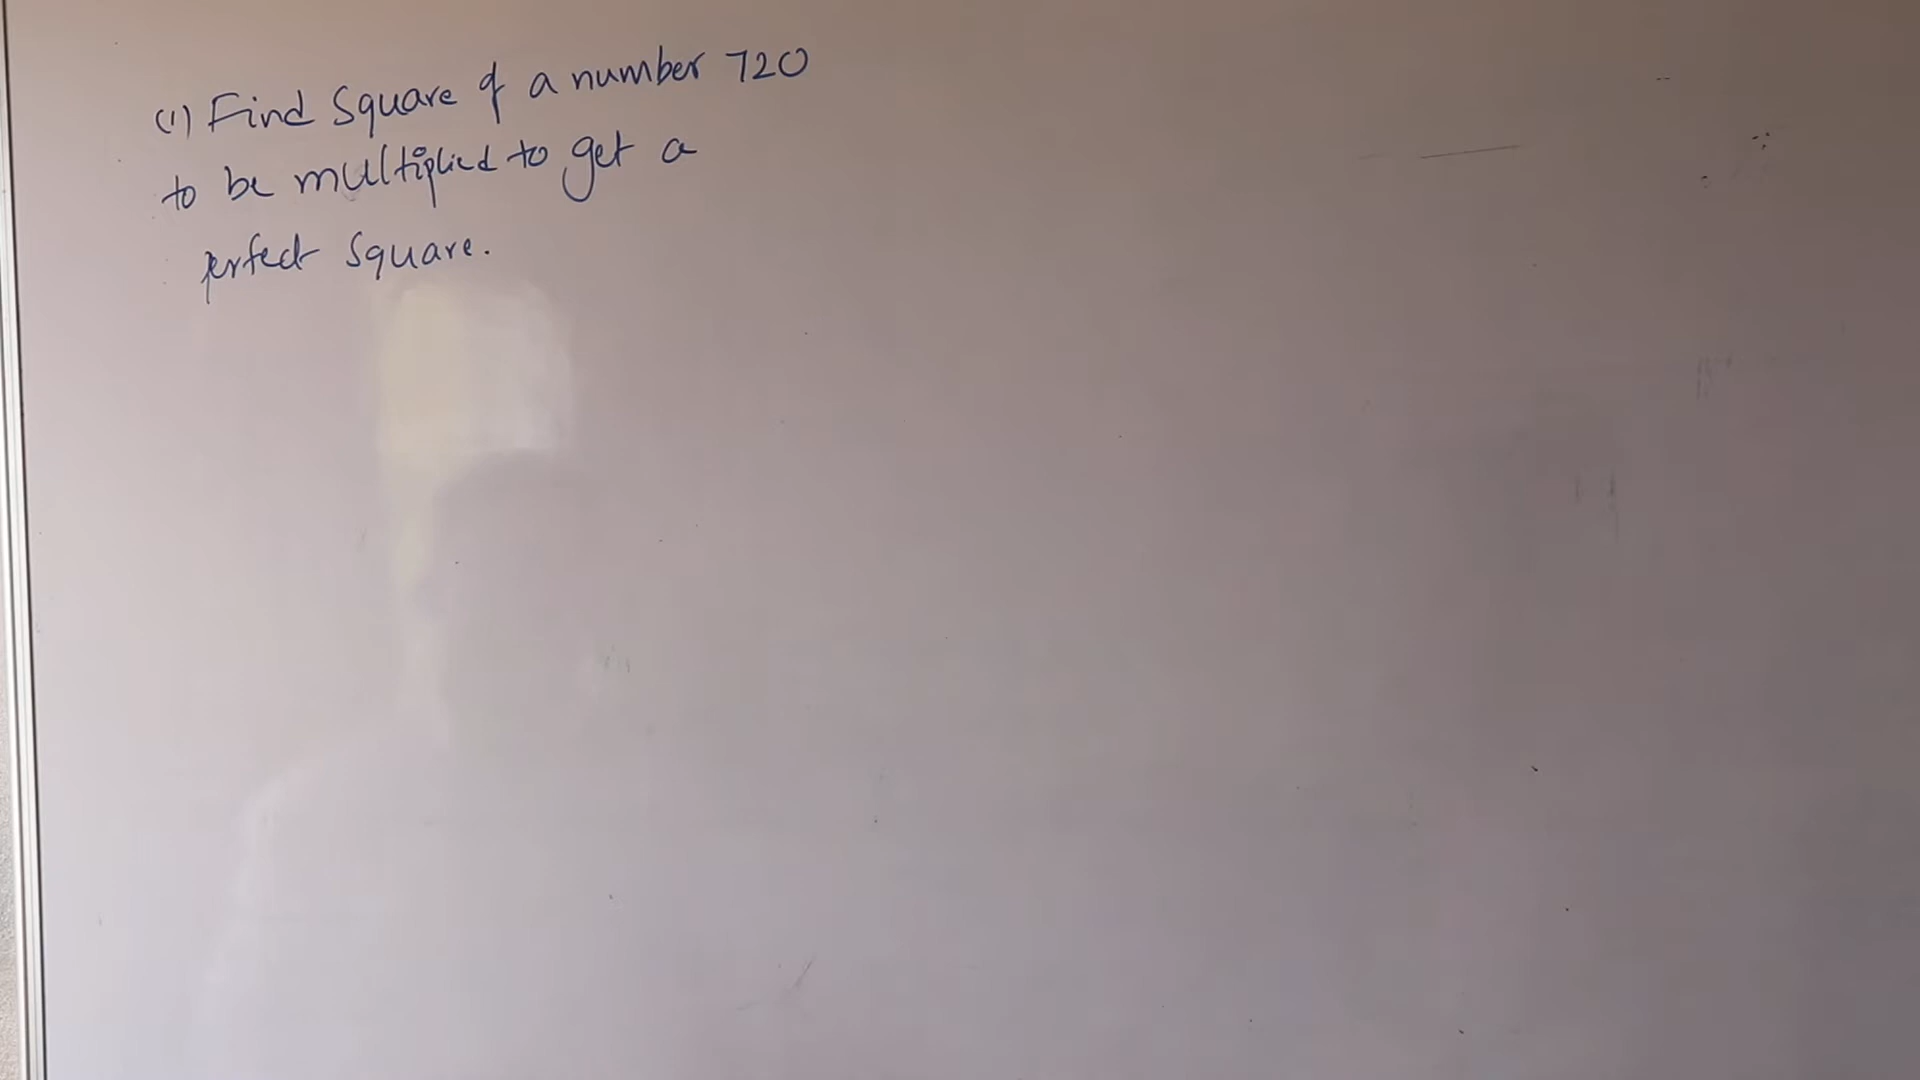 (1) Find Square of a number 720
to be multiplied to get a
perfect Square.